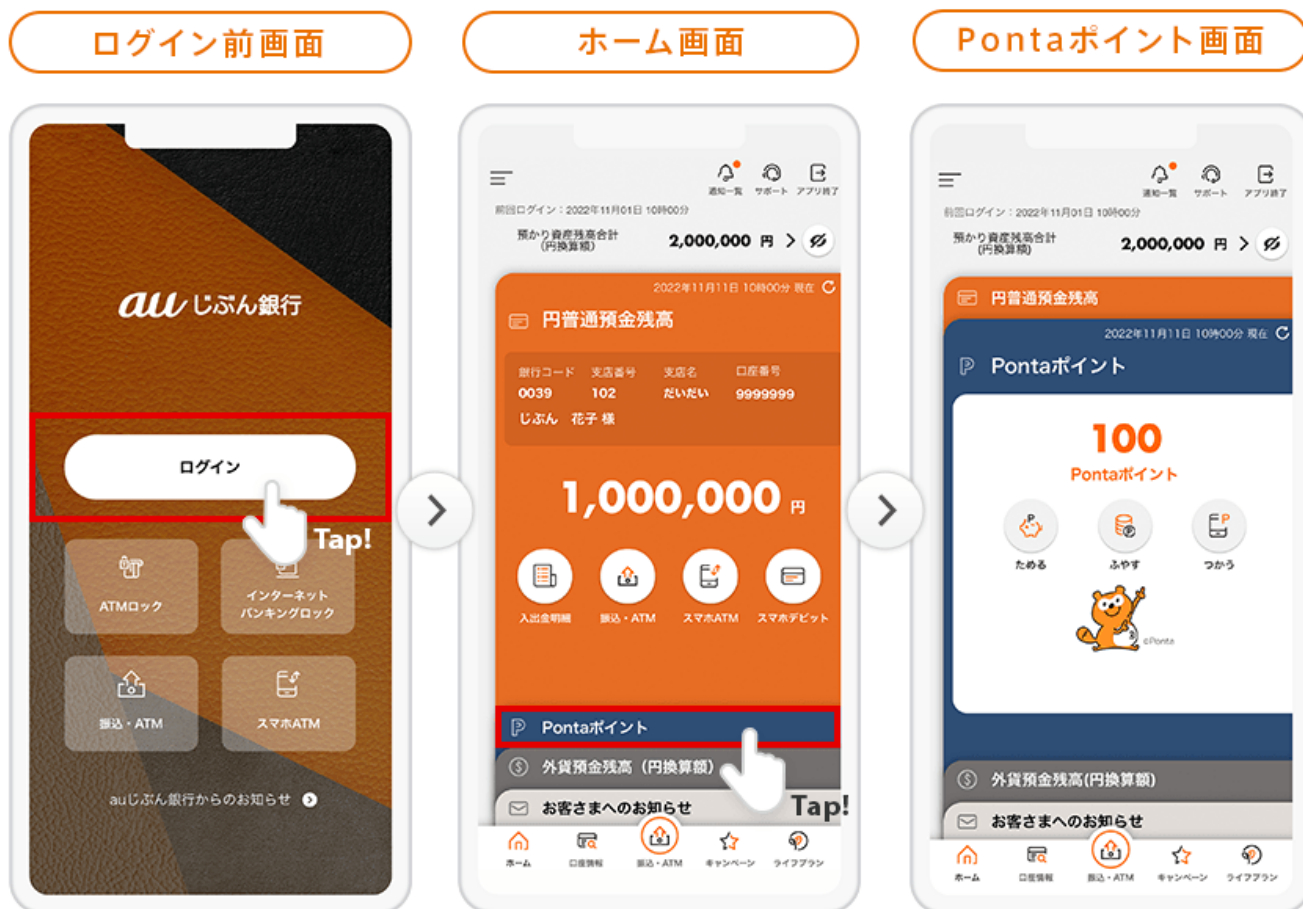 ログイン前画面
au じぶん銀行
ログイン
Tap!
ATMロック
インターネット
バンキングロック
振込・ATM
スマホATM
auじぶん銀行からのお知らせ
ホーム画面
通知一覧 サポート アプリ終了
前回ログイン：2022年11月01日 10時00分
預かり資産残高合計
(円換算額)
2,000,000 円
2022年11月11日 10時00分 現在
円普通預金残高
銀行コード 支店番号 支店名 口座番号
0039 102 だいだい 9999999
じぶん 花子 様
1,000,000 円
入出金明細 振込・ATM スマホATM スマホデビット
Pontaポイント
外貨預金残高（円換算額）
お客さまへのお知らせ
Tap!
ホーム 口座情報 振込・ATM キャンペーン ライフプラン
Pontaポイント画面
通知一覧 サポート アプリ終了
前回ログイン：2022年11月01日 10時00分
預かり資産残高合計
(円換算額)
2,000,000 円
円普通預金残高
2022年11月11日 10時00分 現在
Pontaポイント
100
Pontaポイント
ためる ふやす つかう
©Ponta
外貨預金残高(円換算額)
お客さまへのお知らせ
ホーム 口座情報 振込・ATM キャンペーン ライフプラン